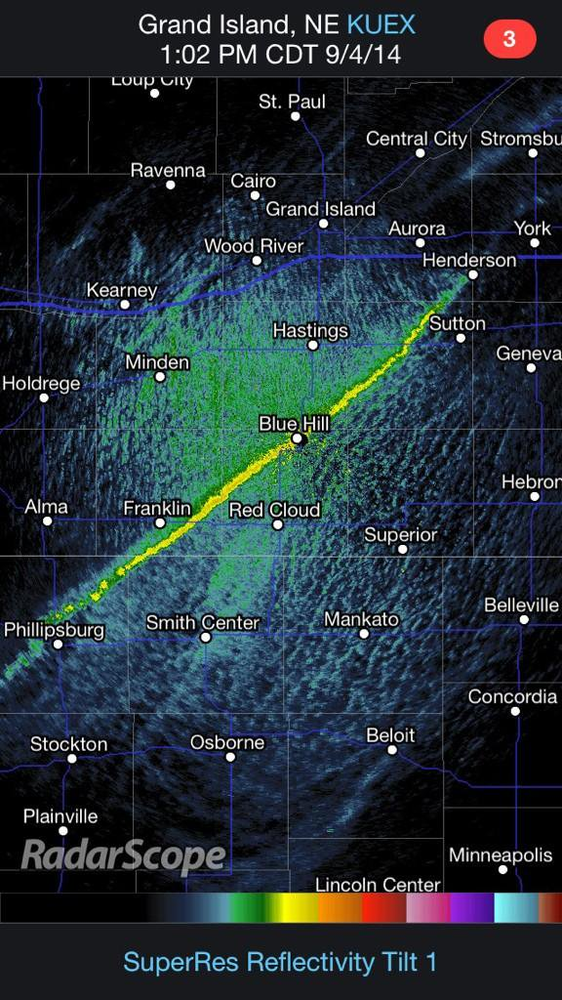 Grand Island, NE KUEX
1:02 PM CDT 9/4/14
3
Loup City
St. Paul
Central City
Stromsbu
Ravenna
Cairo
Grand Island
Aurora
York
Wood River
Henderson
Kearney
Hastings
Sutton
Minden
Geneva
Holdrege
Blue Hill
Hebron
Alma
Franklin
Red Cloud
Superior
Belleville
Phillipsburg
Smith Center
Mankato
Concordia
Stockton
Osborne
Beloit
Plainville
RadarScope
Minneapolis
Lincoln Center
SuperRes Reflectivity Tilt 1